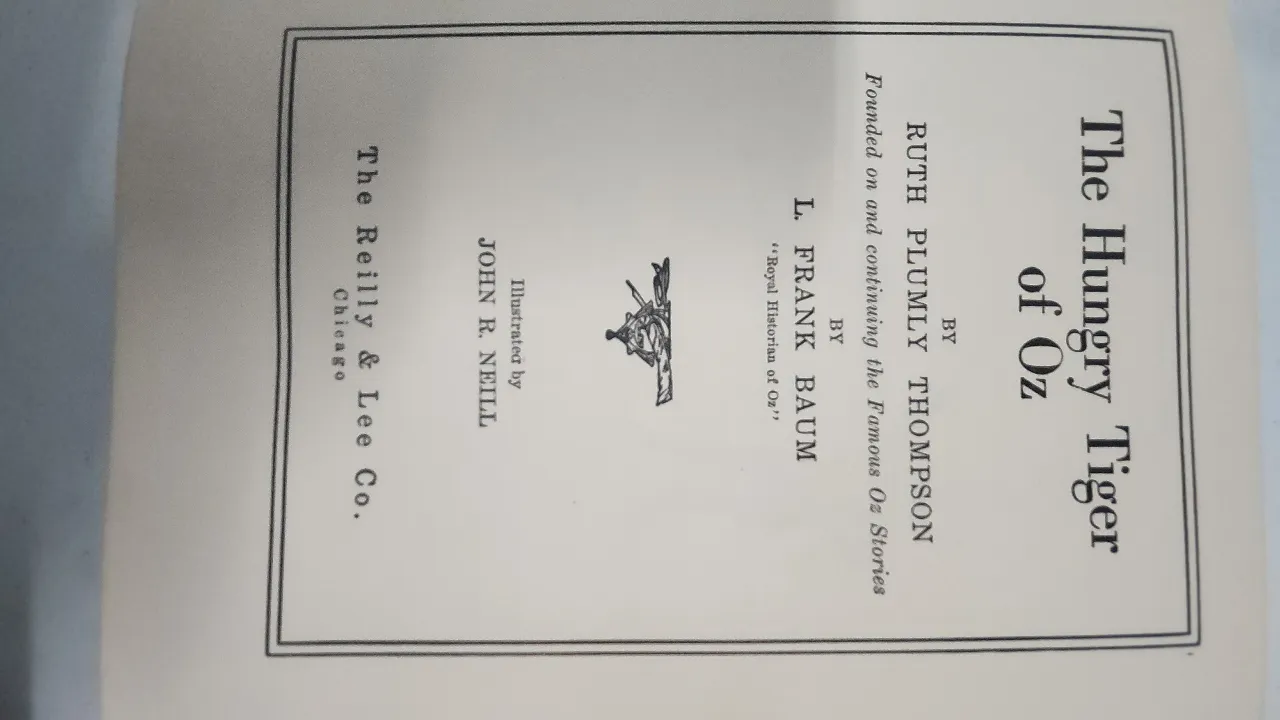 The Hungry Tiger
of Oz
BY
RUTH PLUMLY THOMPSON
Founded on and continuing the Famous Oz Stories
BY
L. FRANK BAUM
"Royal Historian of Oz"
Illustrated by
JOHN R. NEILL
The Reilly & Lee Co.
Chicago